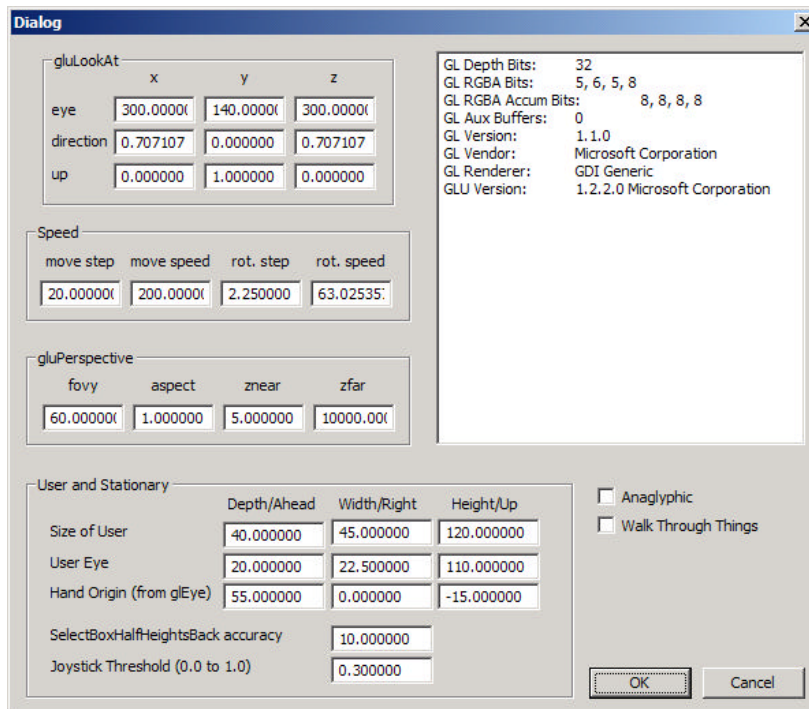 Dialog
gluLookAt
x y z
eye 300.0000( 140.0000( 300.0000(
direction 0.707107 0.000000 0.707107
up 0.000000 1.000000 0.000000
Speed
move step move speed rot. step rot. speed
20.00000( 200.0000( 2.250000 63.02535
gluPerspective
fovy aspect znear zfar
60.00000( 1.000000 5.000000 10000.00(
GL Depth Bits: 32
GL RGBA Bits: 5, 6, 5, 8
GL RGBA Accum Bits: 8, 8, 8, 8
GL Aux Buffers: 0
GL Version: 1.1.0
GL Vendor: Microsoft Corporation
GL Renderer: GDI Generic
GLU Version: 1.2.2.0 Microsoft Corporation
User and Stationary
Depth/Ahead Width/Right Height/Up
Size of User 40.000000 45.000000 120.000000
User Eye 20.000000 22.500000 110.000000
Hand Origin (from glEye) 55.000000 0.000000 -15.000000
SelectBoxHalfHeightsBack accuracy 10.000000
Joystick Threshold (0.0 to 1.0) 0.300000
Anaglyphic
Walk Through Things
OK Cancel